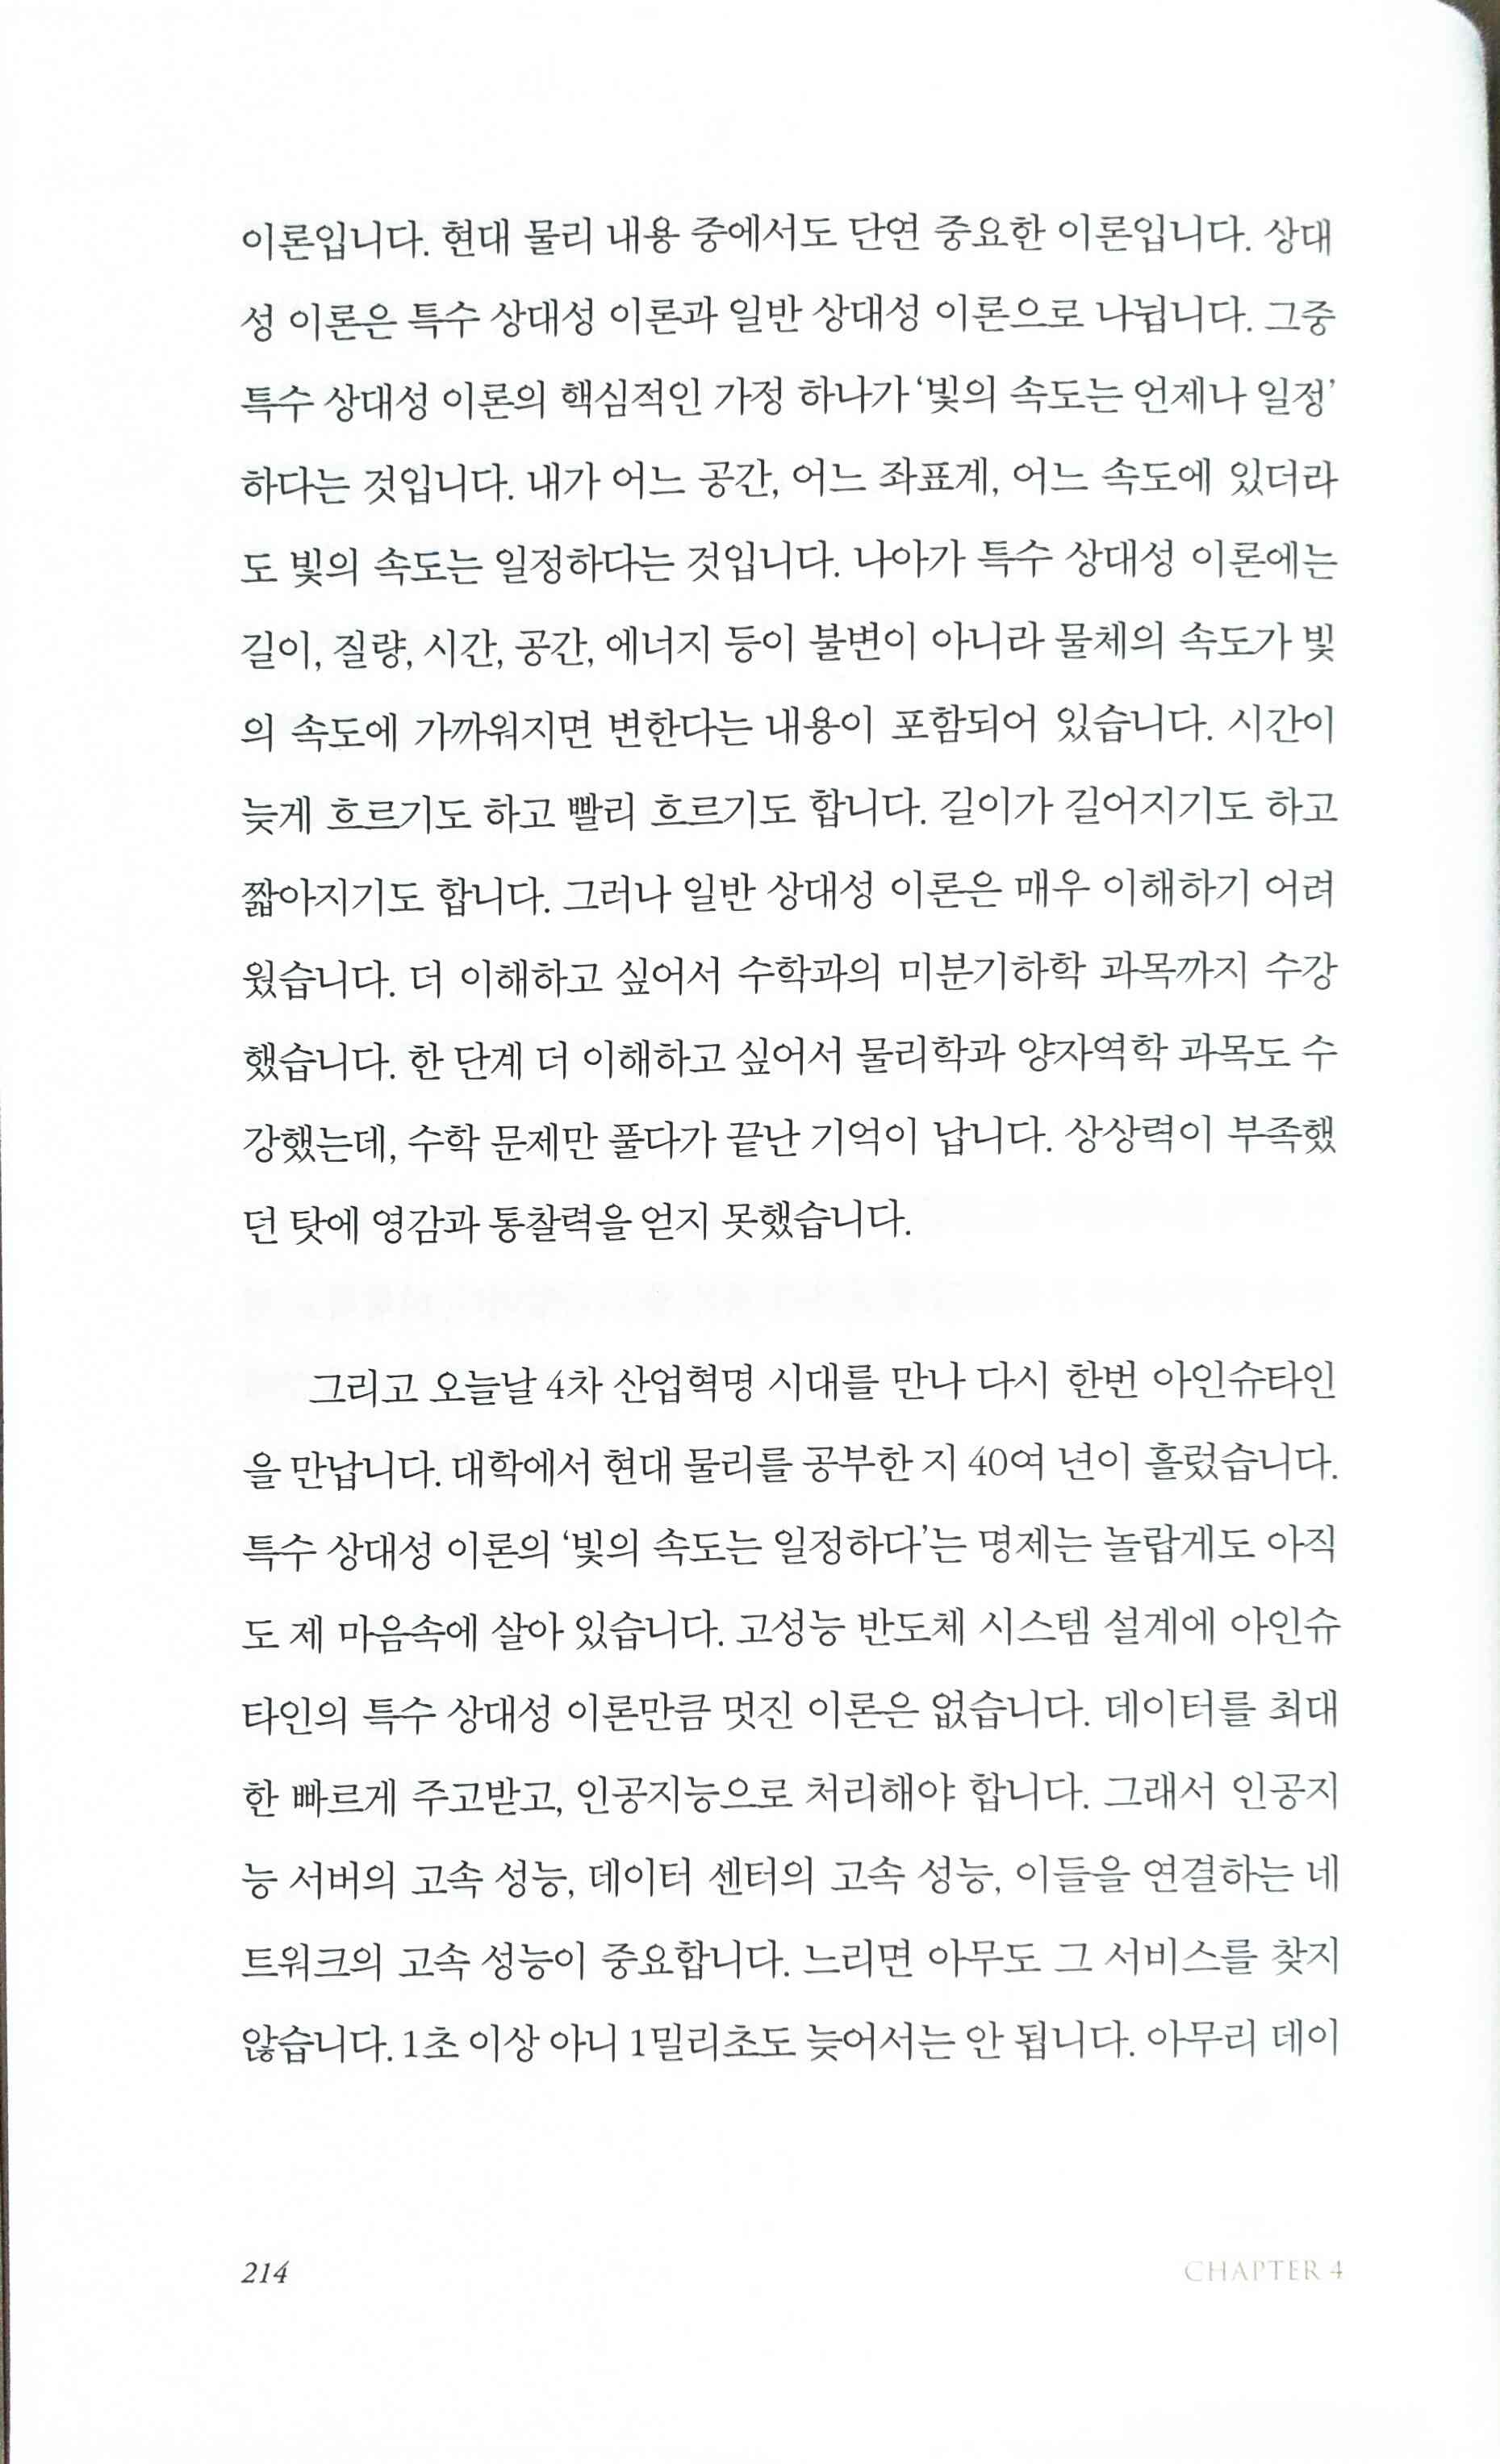 이론입니다. 현대 물리 내용 중에서도 단연 중요한 이론입니다. 상대
성 이론은 특수 상대성 이론과 일반 상대성 이론으로 나뉩니다. 그중
특수 상대성 이론의 핵심적인 가정 하나가 ‘빛의 속도는 언제나 일정’
하다는 것입니다. 내가 어느 공간, 어느 좌표계, 어느 속도에 있더라
도 빛의 속도는 일정하다는 것입니다. 나아가 특수 상대성 이론에는
길이, 질량, 시간, 공간, 에너지 등이 불변이 아니라 물체의 속도가 빛
의 속도에 가까워지면 변한다는 내용이 포함되어 있습니다. 시간이
늦게 흐르기도 하고 빨리 흐르기도 합니다. 길이가 길어지기도 하고
짧아지기도 합니다. 그러나 일반 상대성 이론은 매우 이해하기 어려
웠습니다. 더 이해하고 싶어서 수학과의 미분기하학 과목까지 수강
했습니다. 한 단계 더 이해하고 싶어서 물리학과 양자역학 과목도 수
강했는데, 수학 문제만 풀다가 끝난 기억이 납니다. 상상력이 부족했
던 탓에 영감과 통찰력을 얻지 못했습니다.
그리고 오늘날 4차 산업혁명 시대를 만나 다시 한번 아인슈타인
을 만납니다. 대학에서 현대 물리를 공부한 지 40여 년이 흘렀습니다.
특수 상대성 이론의 ‘빛의 속도는 일정하다’는 명제는 놀랍게도 아직
도 제 마음속에 살아 있습니다. 고성능 반도체 시스템 설계에 아인슈
타인의 특수 상대성 이론만큼 멋진 이론은 없습니다. 데이터를 최대
한 빠르게 주고받고, 인공지능으로 처리해야 합니다. 그래서 인공지
능 서버의 고속 성능, 데이터 센터의 고속 성능, 이들을 연결하는 네
트워크의 고속 성능이 중요합니다. 느리면 아무도 그 서비스를 찾지
않습니다. 1초 이상 아니 1밀리초도 늦어서는 안 됩니다. 아무리 데이
214
CHAPTER 4